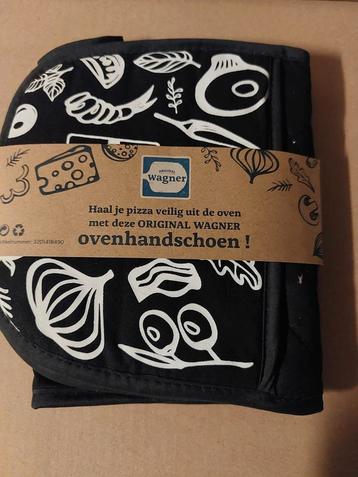 ORIGINAL
wagner
Haal je pizza veilig uit de oven
met deze ORIGINAL WAGNER
ovenhandschoen !